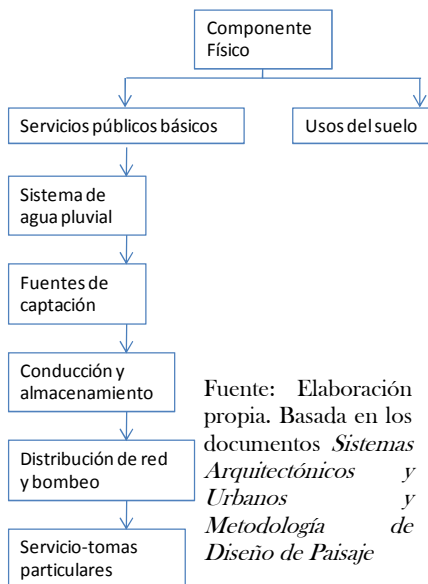 Componente
Físico
Servicios públicos básicos
Usos del suelo
Sistema de
agua pluvial
Fuentes de
captación
Conducción y
almacenamiento
Distribución de red
y bombeo
Servicio-tomas
particulares
Fuente: Elaboración
propia. Basada en los
documentos Sistemas
Arquitectónicos y
Urbanos y
Metodología de
Diseño de Paisaje